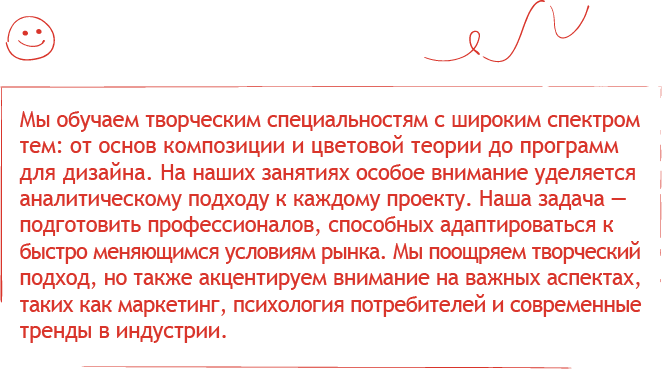 Мы обучаем творческим специальностям с широким спектром
тем: от основ композиции и цветовой теории до программ
для дизайна. На наших занятиях особое внимание уделяется
аналитическому подходу к каждому проекту. Наша задача —
подготовить профессионалов, способных адаптироваться к
быстро меняющимся условиям рынка. Мы поощряем творческий
подход, но также акцентируем внимание на важных аспектах,
таких как маркетинг, психология потребителей и современные
тренды в индустрии.